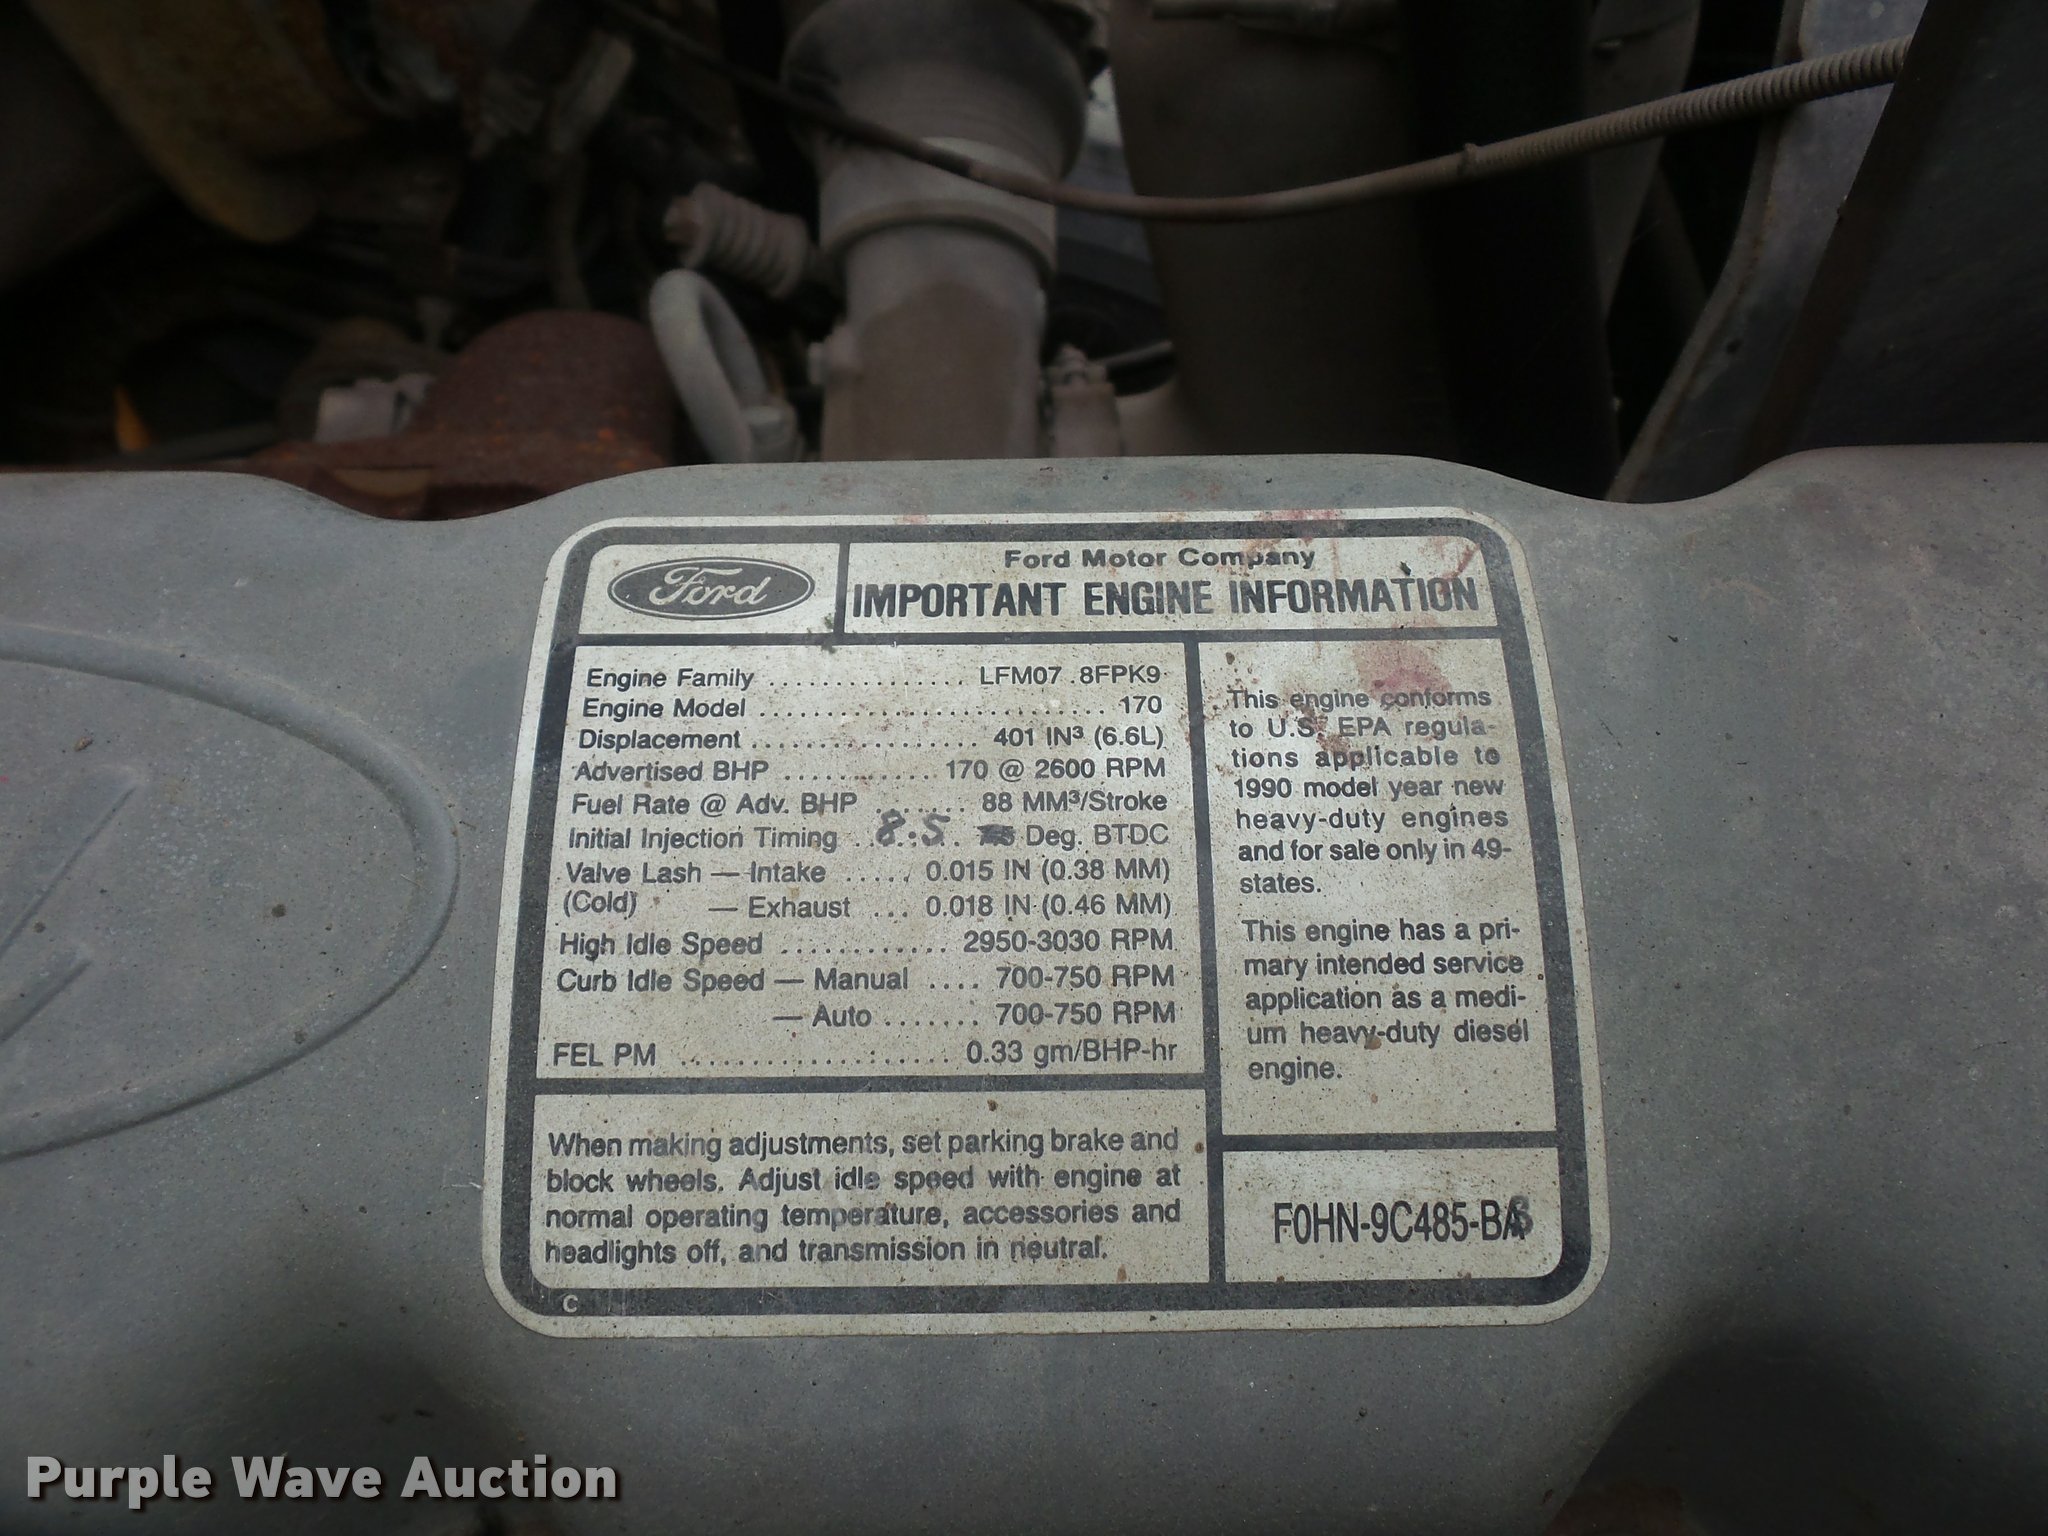 Ford
Ford Motor Company
IMPORTANT ENGINE INFORMATION
Engine Family ............... LFM07 .8FPK9
Engine Model ........................... 170
Displacement .................. 401 IN³ (6.6L)
Advertised BHP ............ 170 @ 2600 RPM
Fuel Rate @ Adv. BHP ....... 88 MM³/Stroke
Initial Injection Timing ........ 8.5 Deg. BTDC
Valve Lash — Intake ..... 0.015 IN (0.38 MM)
(Cold) — Exhaust ... 0.018 IN (0.46 MM)
High Idle Speed ............ 2950-3030 RPM
Curb Idle Speed — Manual .... 700-750 RPM
— Auto ....... 700-750 RPM
FEL PM ..................... 0.33 gm/BHP-hr
This engine conforms
to U.S. EPA regula-
tions applicable to
1990 model year new
heavy-duty engines
and for sale only in 49-
states.
This engine has a pri-
mary intended service
application as a medi-
um heavy-duty diesel
engine.
When making adjustments, set parking brake and
block wheels. Adjust idle speed with engine at
normal operating temperature, accessories and
headlights off, and transmission in neutral.
F0HN-9C485-B
C
Purple Wave Auction